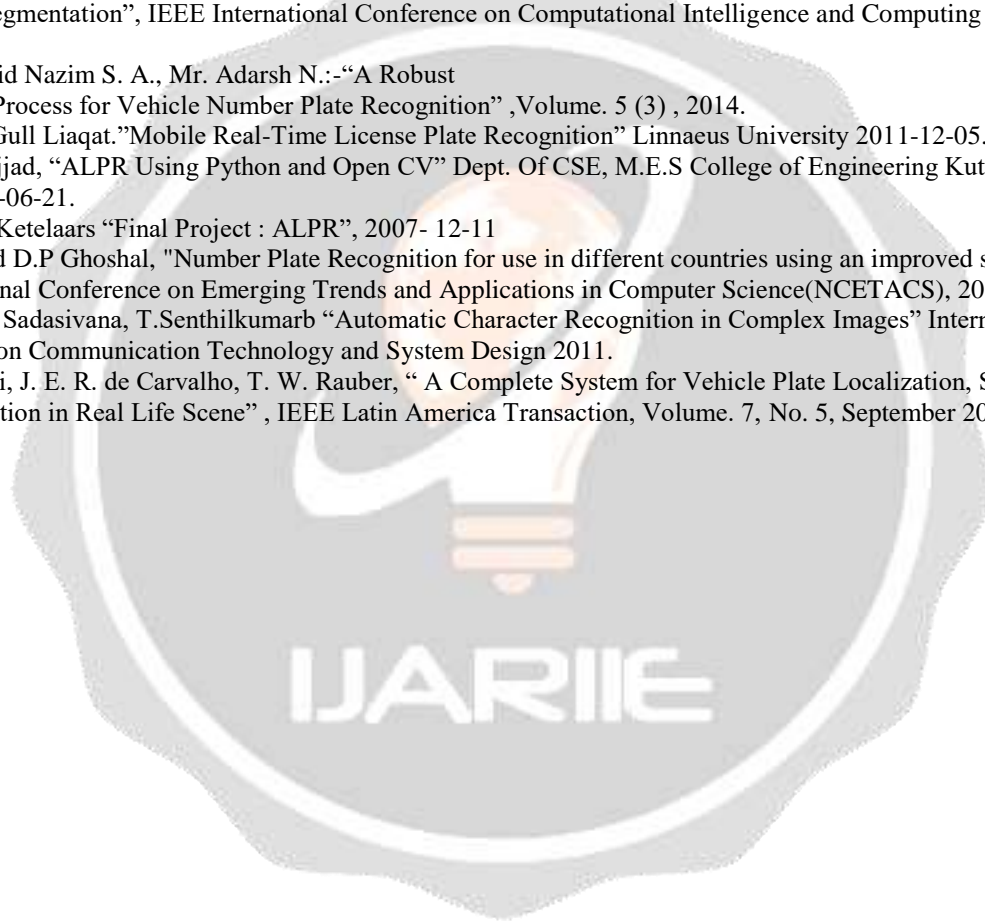 egmentation”, IEEE International Conference on Computational Intelligence and Computing
id Nazim S. A., Mr. Adarsh N.:-“A Robust
Process for Vehicle Number Plate Recognition” ,Volume. 5 (3) , 2014.
Gull Liaqat.”Mobile Real-Time License Plate Recognition” Linnaeus University 2011-12-05.
jjad, “ALPR Using Python and Open CV” Dept. Of CSE, M.E.S College of Engineering Kut
-06-21.
Ketelaars “Final Project : ALPR”, 2007- 12-11
d D.P Ghoshal, "Number Plate Recognition for use in different countries using an improved s
nal Conference on Emerging Trends and Applications in Computer Science(NCETACS), 20
Sadasivana, T.Senthilkumarb “Automatic Character Recognition in Complex Images” Intern
on Communication Technology and System Design 2011.
i, J. E. R. de Carvalho, T. W. Rauber, “ A Complete System for Vehicle Plate Localization, S
tion in Real Life Scene” , IEEE Latin America Transaction, Volume. 7, No. 5, September 20
IJARIIE